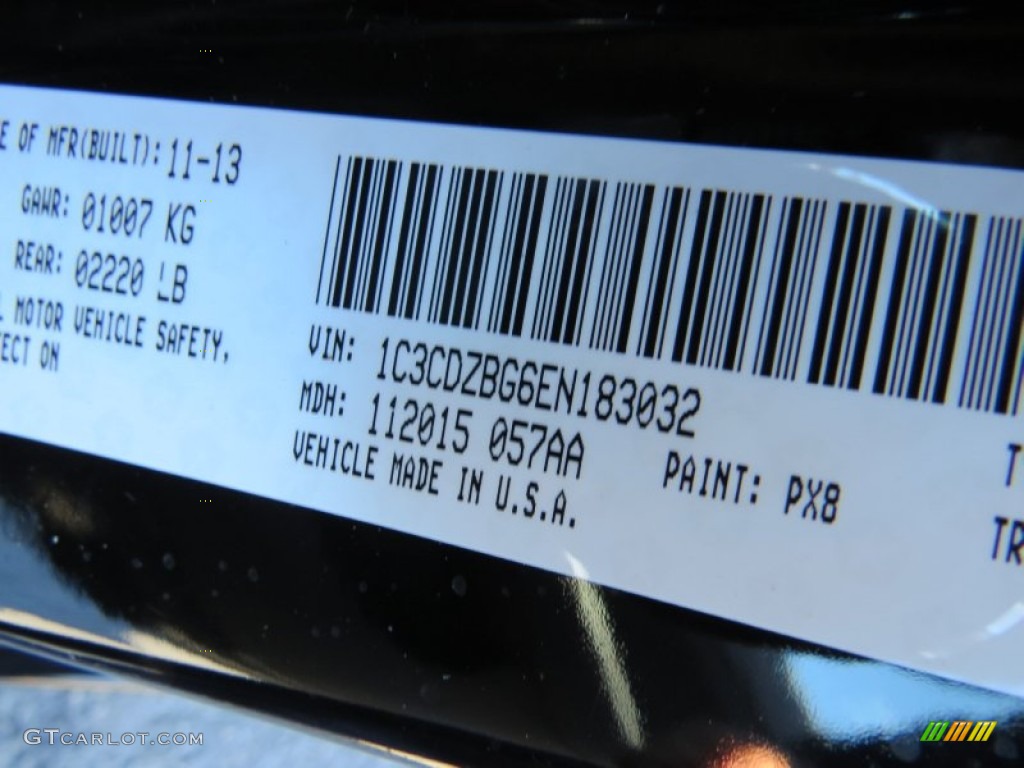 E OF MFR(BUILT): 11-13
GAWR: 01007 KG
REAR: 02220 LB
MOTOR VEHICLE SAFETY,
ECT ON
VIN: 1C3CDZBG6EN183032
MDH: 112015 057AA
VEHICLE MADE IN U.S.A.
PAINT: PX8
T
TR
GTCARLOT.COM